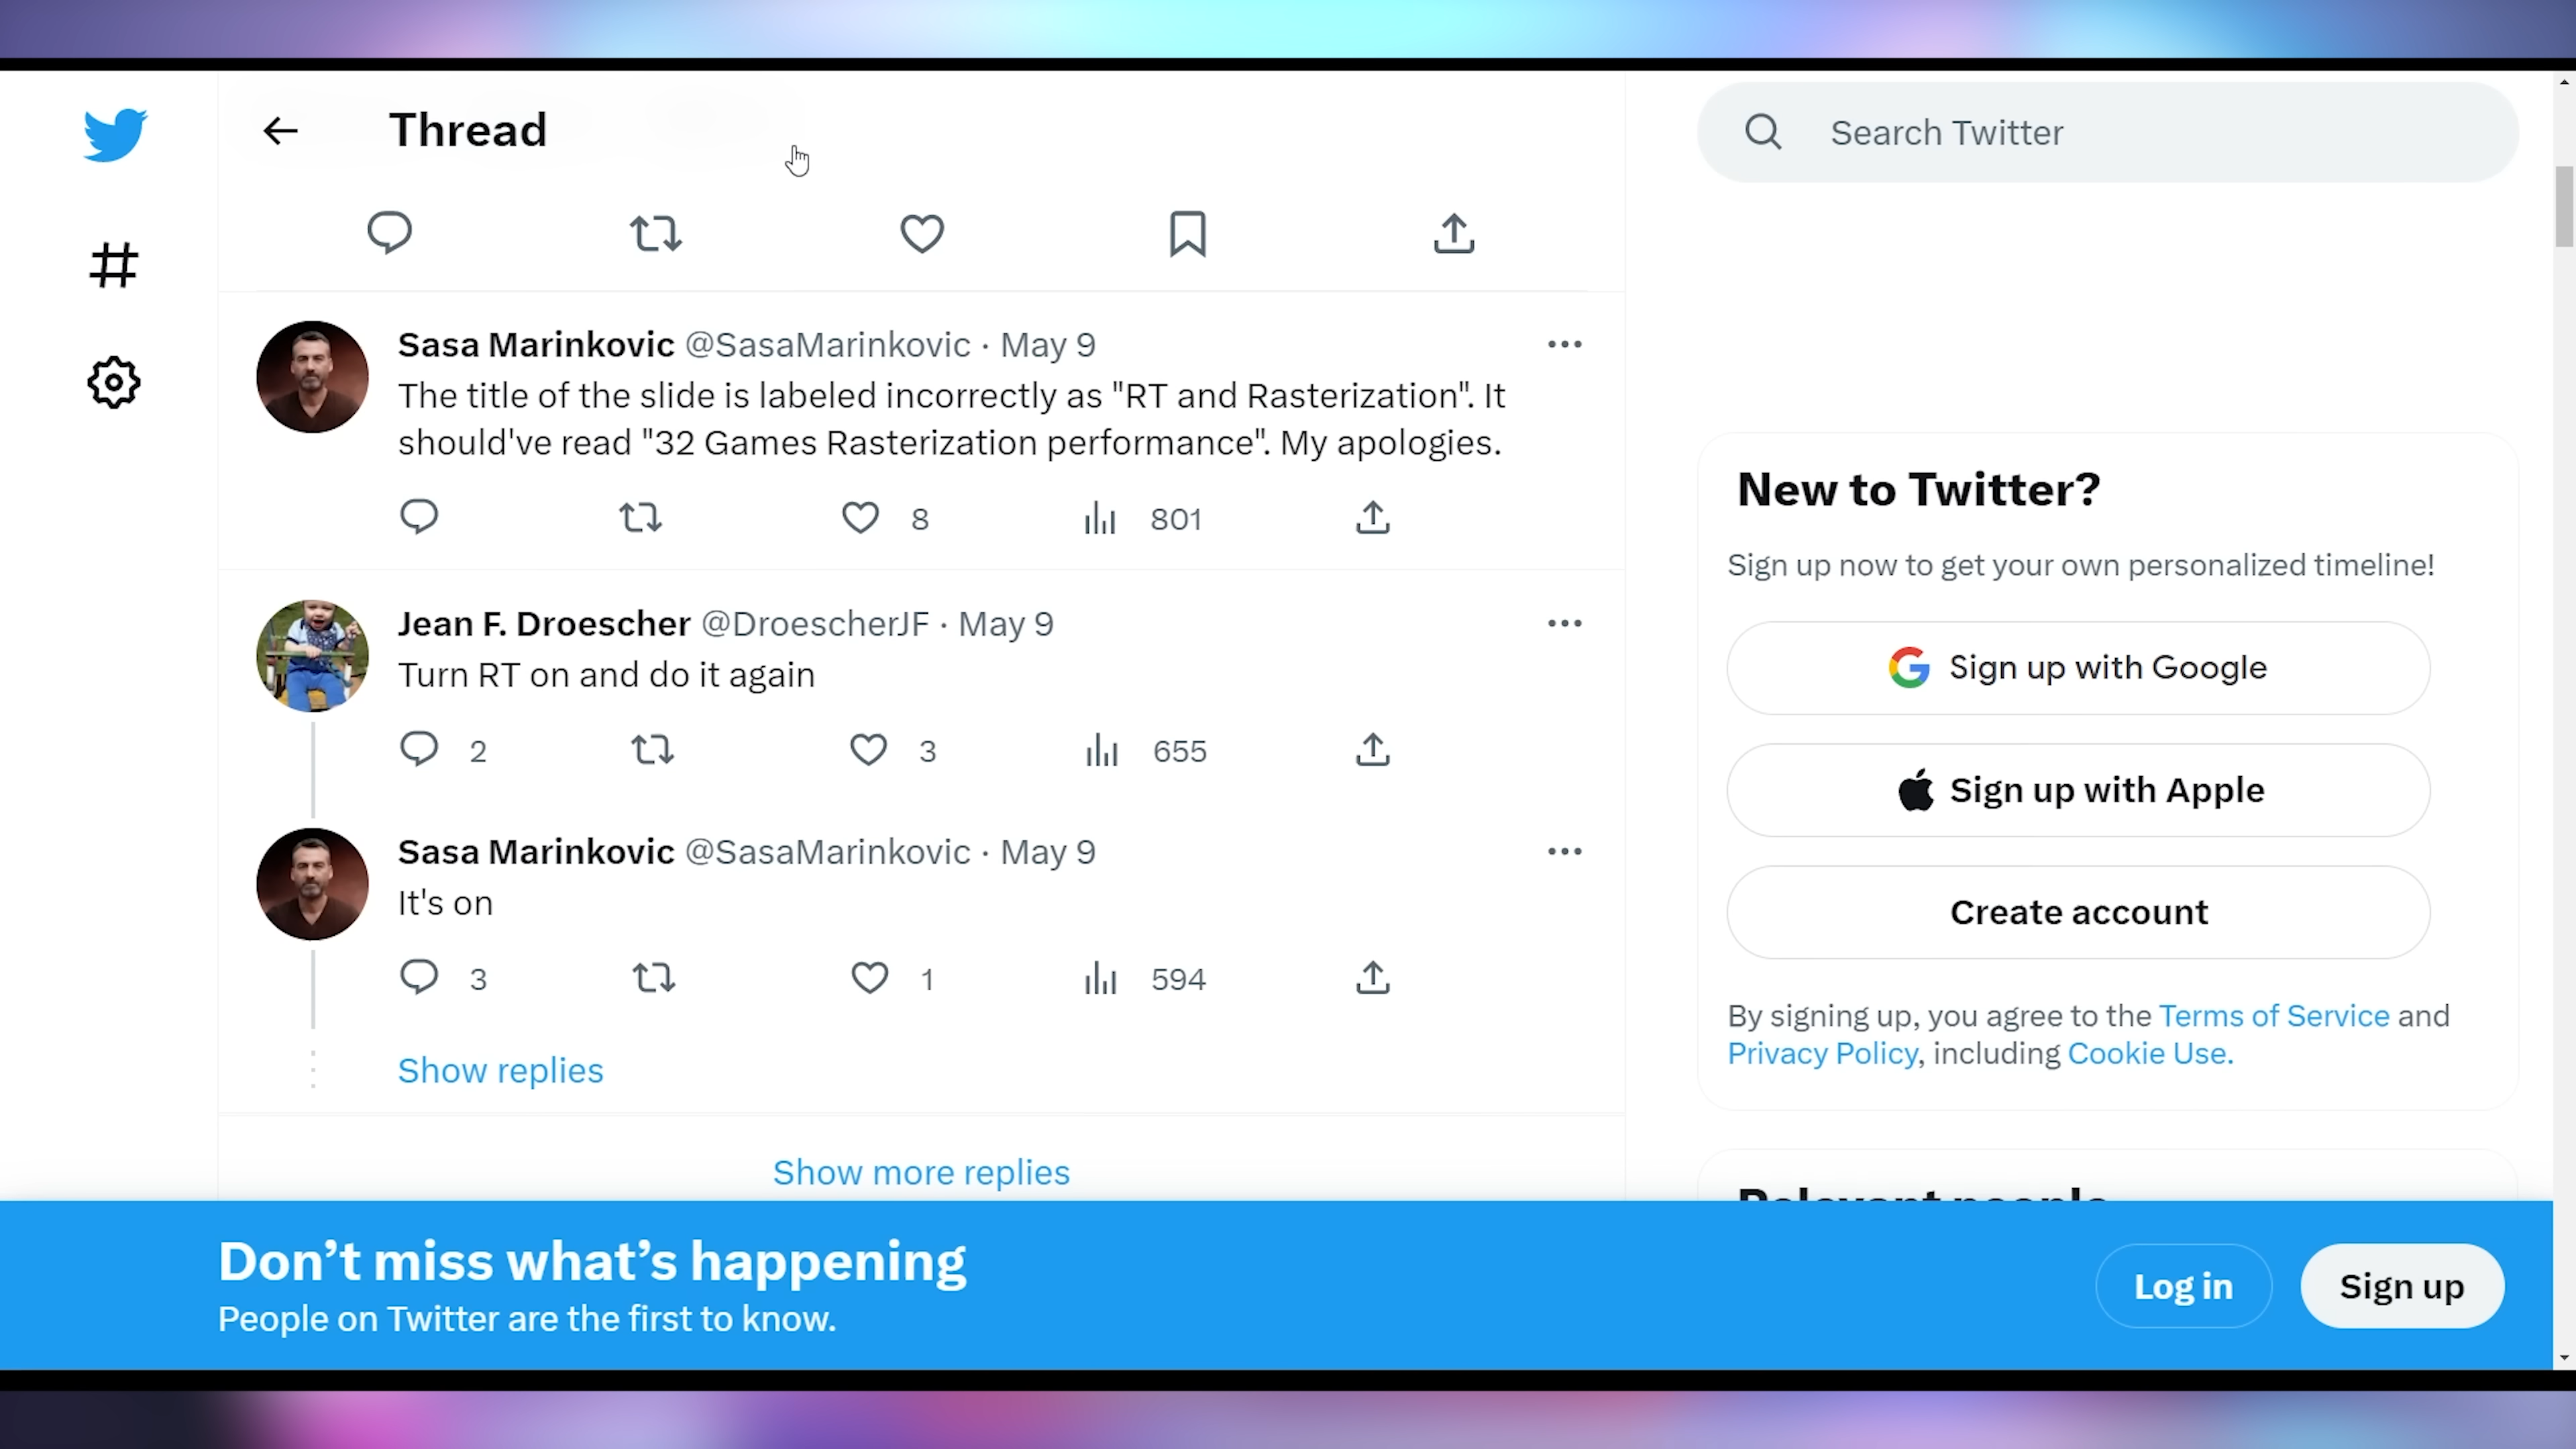 Thread
Search Twitter
Sasa Marinkovic @SasaMarinkovic · May 9
The title of the slide is labeled incorrectly as "RT and Rasterization". It
should've read "32 Games Rasterization performance". My apologies.
8 801
Jean F. Droescher @DroescherJF · May 9
Turn RT on and do it again
2 3 655
Sasa Marinkovic @SasaMarinkovic · May 9
It's on
3 1 594
Show replies
Show more replies
New to Twitter?
Sign up now to get your own personalized timeline!
Sign up with Google
Sign up with Apple
Create account
By signing up, you agree to the Terms of Service and
Privacy Policy, including Cookie Use.
Relevant people
Don’t miss what’s happening
People on Twitter are the first to know.
Log in
Sign up